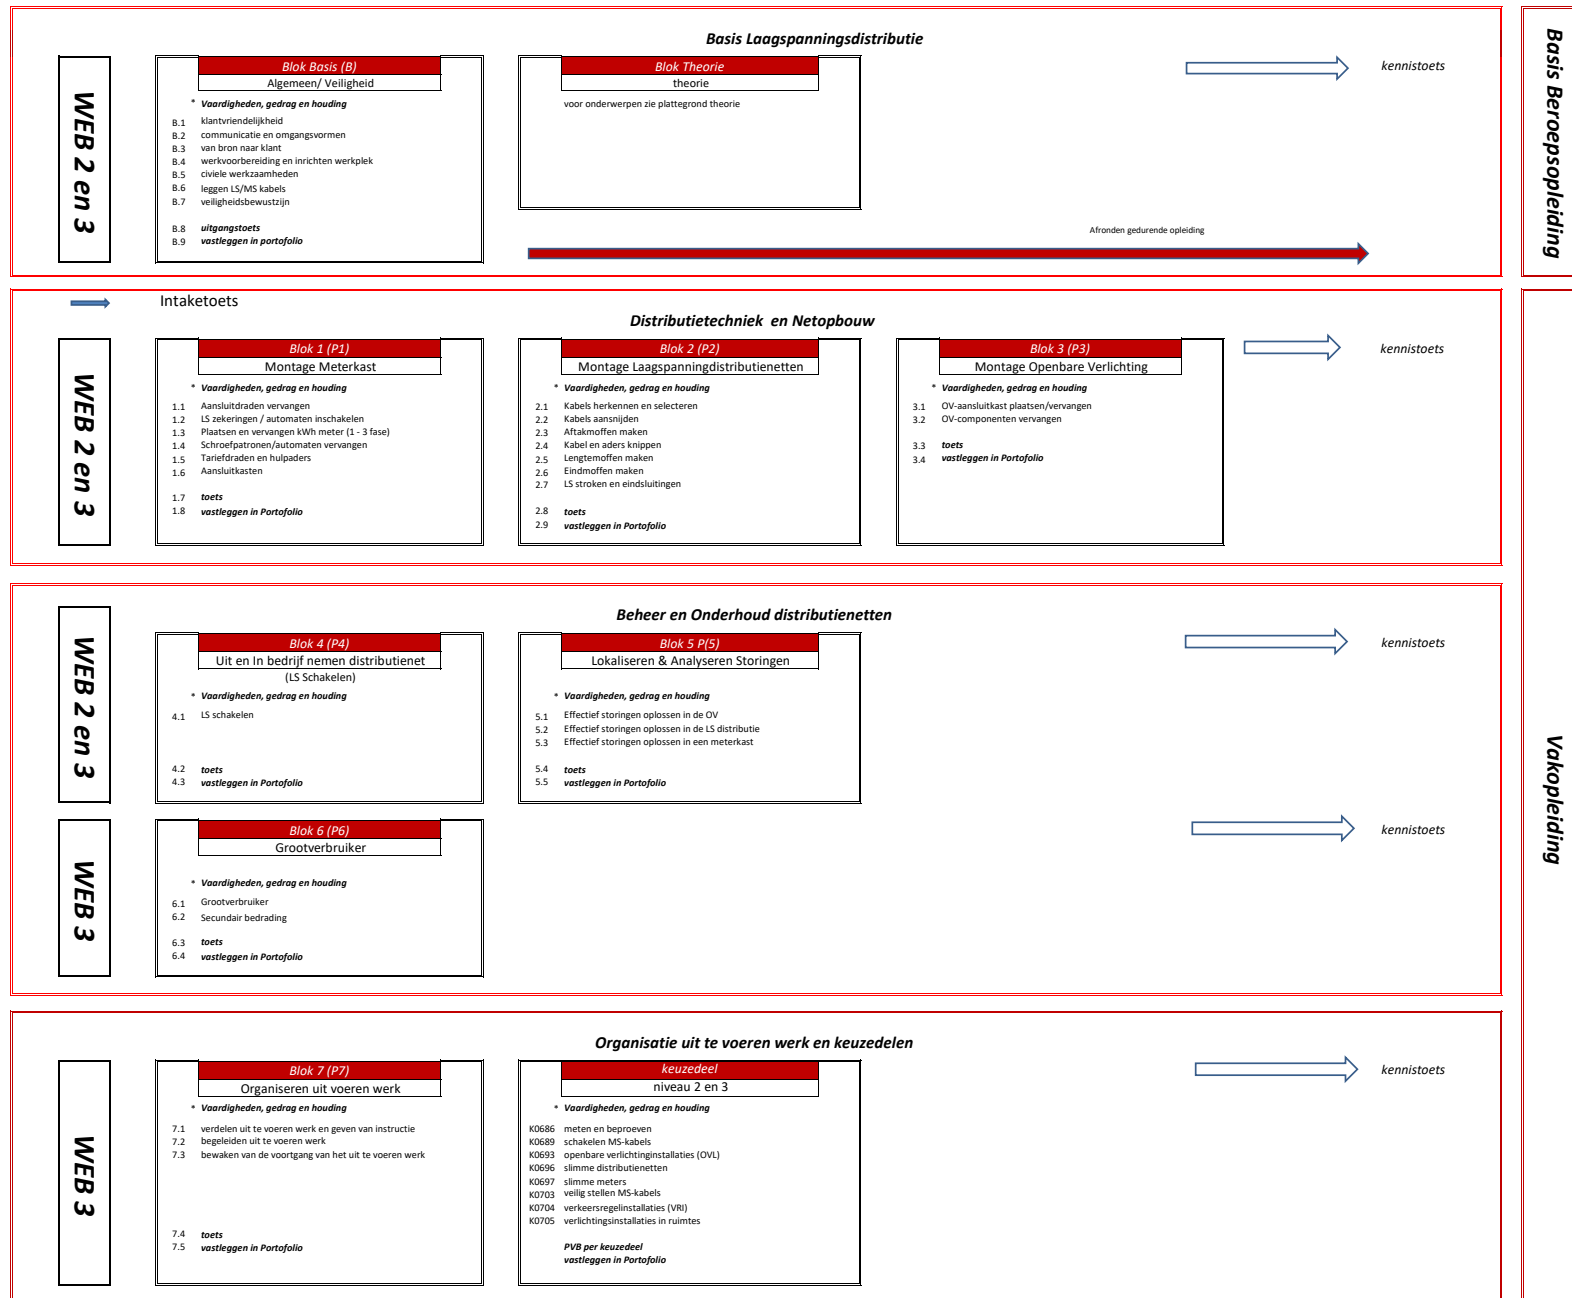 Basis Laagspanningsdistributie
Basis Beroepsopleiding
WEB 2 en 3
Blok Basis (B)
Algemeen/ Veiligheid
* Vaardigheden, gedrag en houding
B.1 klantvriendelijkheid
B.2 communicatie en omgangsvormen
B.3 van bron naar klant
B.4 werkvoorbereiding en inrichten werkplek
B.5 civiele werkzaamheden
B.6 leggen LS/MS kabels
B.7 veiligheidsbewustzijn
B.8 uitgangstoets
B.9 vastleggen in portofolio
Blok Theorie
theorie
voor onderwerpen zie plattegrond theorie
kennistoets
Afronden gedurende opleiding
Intaketoets
Vakopleiding
Distributietechniek en Netopbouw
WEB 2 en 3
Blok 1 (P1)
Montage Meterkast
* Vaardigheden, gedrag en houding
1.1 Aansluitdraden vervangen
1.2 LS zekeringen / automaten inschakelen
1.3 Plaatsen en vervangen kWh meter (1 - 3 fase)
1.4 Schroefpatronen/automaten vervangen
1.5 Tariefdraden en hulpaders
1.6 Aansluitkasten
1.7 toets
1.8 vastleggen in Portofolio
Blok 2 (P2)
Montage Laagspanningdistributienetten
* Vaardigheden, gedrag en houding
2.1 Kabels herkennen en selecteren
2.2 Kabels aansnijden
2.3 Aftakmoffen maken
2.4 Kabel en aders knippen
2.5 Lengtemoffen maken
2.6 Eindmoffen maken
2.7 LS stroken en eindsluitingen
2.8 toets
2.9 vastleggen in Portofolio
Blok 3 (P3)
Montage Openbare Verlichting
* Vaardigheden, gedrag en houding
3.1 OV-aansluitkast plaatsen/vervangen
3.2 OV-componenten vervangen
3.3 toets
3.4 vastleggen in Portofolio
kennistoets
Beheer en Onderhoud distributienetten
WEB 2 en 3
Blok 4 (P4)
Uit en In bedrijf nemen distributienet
(LS Schakelen)
* Vaardigheden, gedrag en houding
4.1 LS schakelen
4.2 toets
4.3 vastleggen in Portofolio
Blok 5 P(5)
Lokaliseren & Analyseren Storingen
* Vaardigheden, gedrag en houding
5.1 Effectief storingen oplossen in de OV
5.2 Effectief storingen oplossen in de LS distributie
5.3 Effectief storingen oplossen in een meterkast
5.4 toets
5.5 vastleggen in Portofolio
kennistoets
WEB 3
Blok 6 (P6)
Grootverbruiker
* Vaardigheden, gedrag en houding
6.1 Grootverbruiker
6.2 Secundair bedrading
6.3 toets
6.4 vastleggen in Portofolio
kennistoets
Organisatie uit te voeren werk en keuzedelen
WEB 3
Blok 7 (P7)
Organiseren uit voeren werk
* Vaardigheden, gedrag en houding
7.1 verdelen uit te voeren werk en geven van instructie
7.2 begeleiden uit te voeren werk
7.3 bewaken van de voortgang van het uit te voeren werk
7.4 toets
7.5 vastleggen in Portofolio
keuzedeel
niveau 2 en 3
* Vaardigheden, gedrag en houding
K0686 meten en beproeven
K0689 schakelen MS-kabels
K0693 openbare verlichtinginstallaties (OVL)
K0696 slimme distributienetten
K0697 slimme meters
K0703 veilig stellen MS-kabels
K0704 verkeersregelinstallaties (VRI)
K0705 verlichtingsinstallaties in ruimtes
PVB per keuzedeel
vastleggen in Portofolio
kennistoets